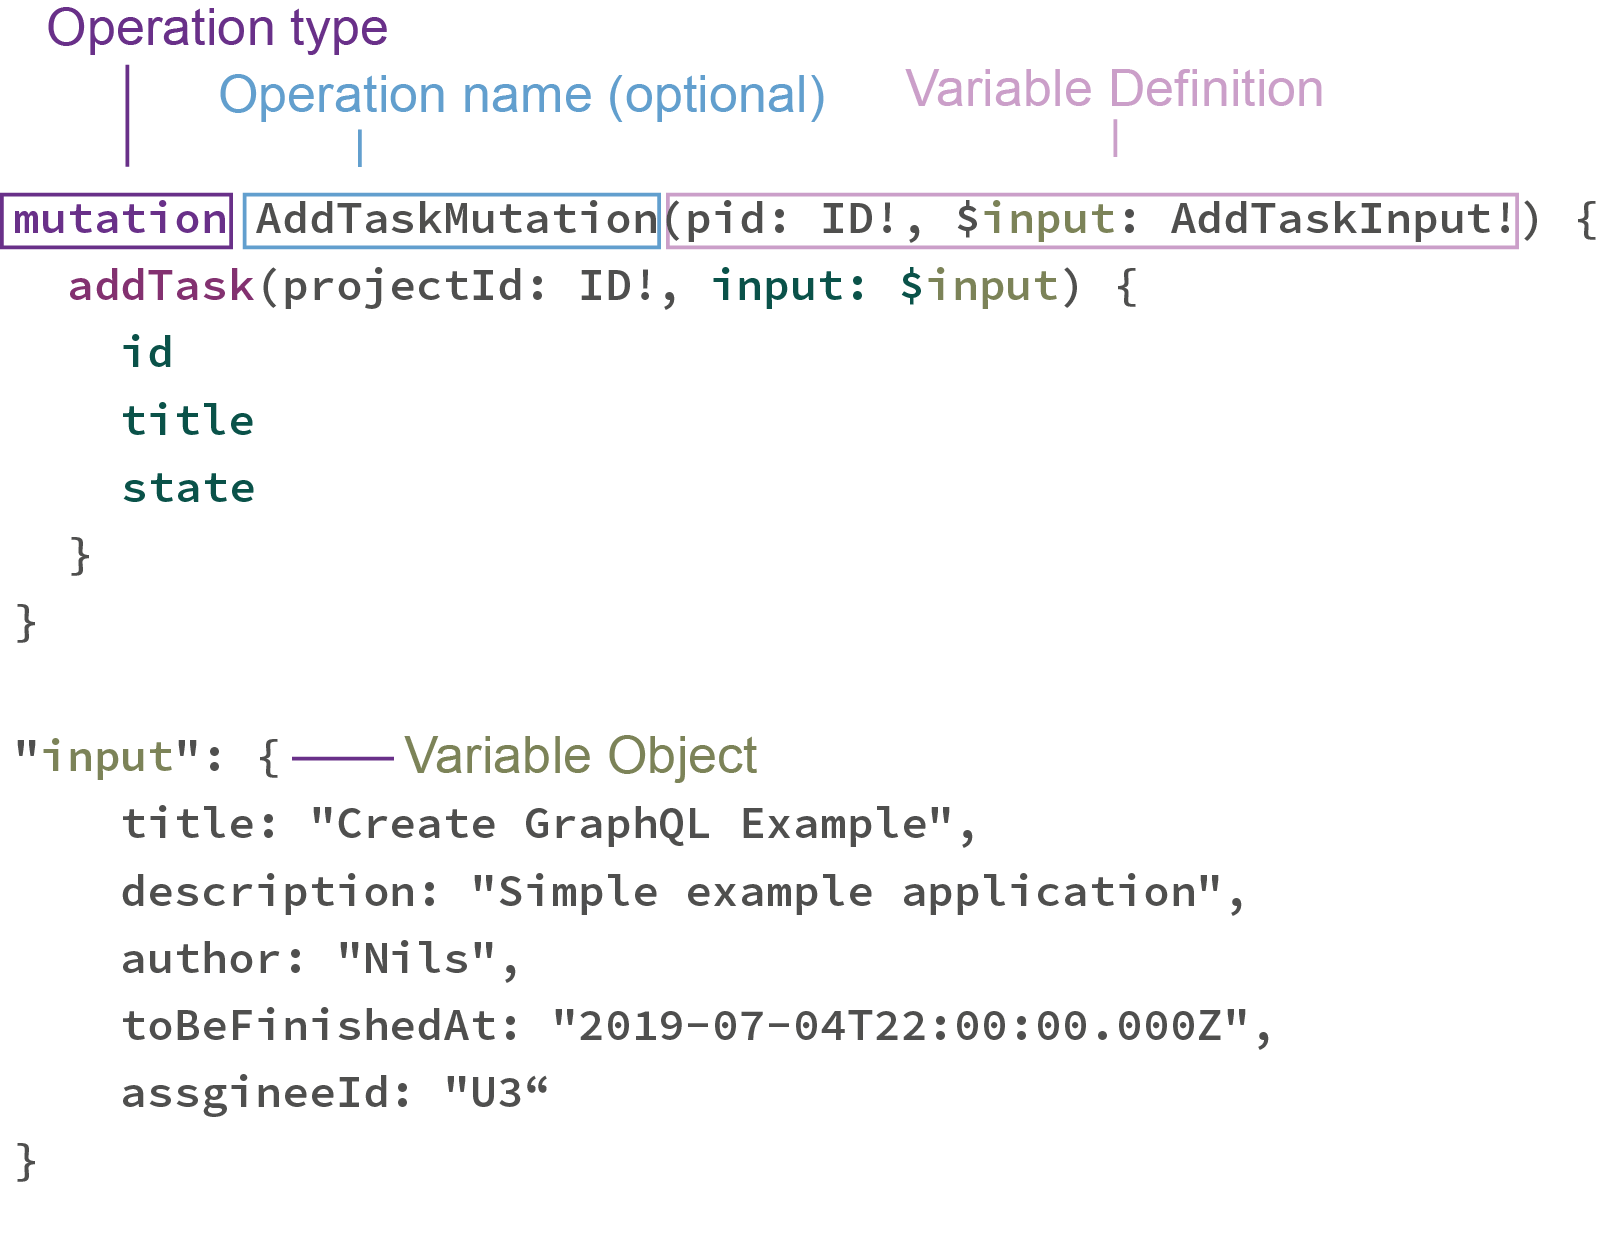 Operation type
Operation name (optional)
Variable Definition
mutation AddTaskMutation(pid: ID!, $input: AddTaskInput!) {
addTask(projectId: ID!, input: $input) {
id
title
state
}
}
"input": {
Variable Object
title: "Create GraphQL Example",
description: "Simple example application",
author: "Nils",
toBeFinishedAt: "2019-07-04T22:00:00.000Z",
assgineeId: "U3“
}